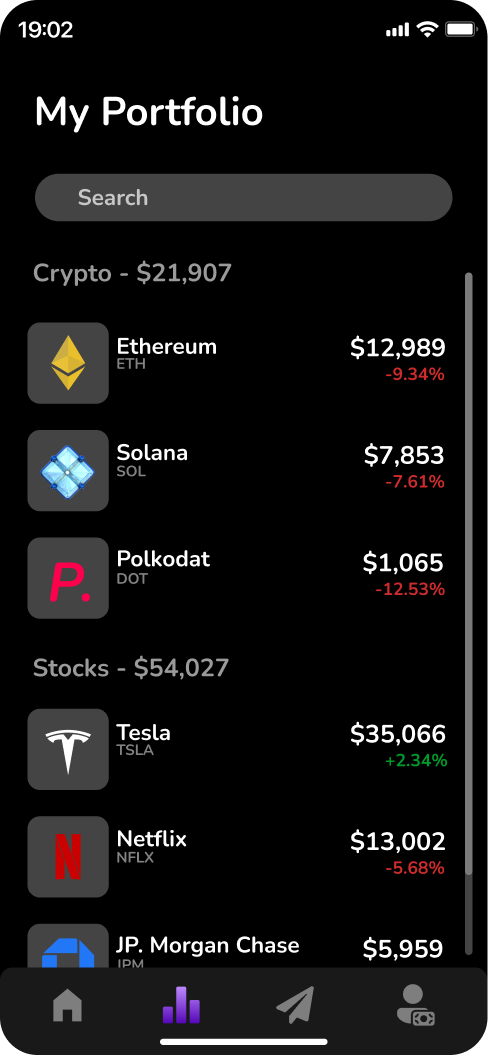 19:02
My Portfolio
Search
Crypto - $21,907
Ethereum
ETH
$12,989
-9.34%
Solana
SOL
$7,853
-7.61%
P.
Polkodat
DOT
$1,065
-12.53%
Stocks - $54,027
Tesla
TSLA
$35,066
+2.34%
N
Netflix
NFLX
$13,002
-5.68%
JP. Morgan Chase
JPM
$5,959